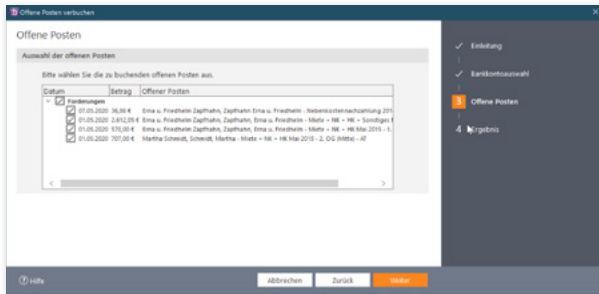 Offene Posten verbuchen
Offene Posten
Auswahl der offenen Posten
Bitte wählen Sie die zu buchenden offenen Posten aus.
Datum Betrag Offener Posten
Forderungen
07.05.2020 36,86 € Erna u. Friedhelm Zapfhahn, Zapfhahn Erna u. Friedhelm - Nebenkostennachzahlung 201
01.05.2020 2.612,05 € Erna u. Friedhelm Zapfhahn, Zapfhahn, Erna u. Friedhelm - Miete + NK + HK + Sonstiges
01.05.2020 570,00 € Erna u. Friedhelm Zapfhahn, Zapfhahn, Erna u. Friedhelm - Miete + NK + HK Mai 2015 - 1.
01.05.2020 707,00 € Martha Schmidt, Schmidt, Martha - Miete + NK + HK Mai 2015 - 2. OG (Mitte) - AT
Einleitung
Bankkontoauswahl
3 Offene Posten
4 Ergebnis
Hilfe
Abbrechen Zurück Weiter